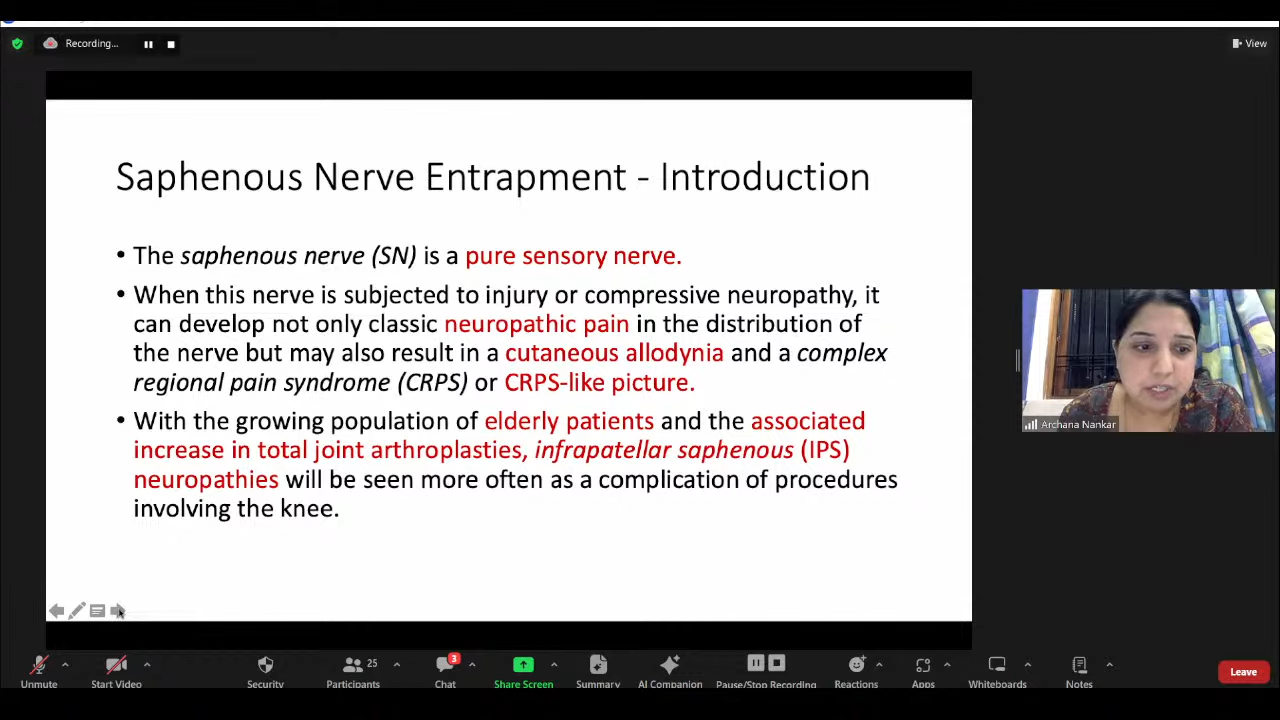 Recording...
View
Saphenous Nerve Entrapment - Introduction
• The saphenous nerve (SN) is a pure sensory nerve.
• When this nerve is subjected to injury or compressive neuropathy, it
can develop not only classic neuropathic pain in the distribution of
the nerve but may also result in a cutaneous allodynia and a complex
regional pain syndrome (CRPS) or CRPS-like picture.
• With the growing population of elderly patients and the associated
increase in total joint arthroplasties, infrapatellar saphenous (IPS)
neuropathies will be seen more often as a complication of procedures
involving the knee.
Archana Nankar
25
3
Unmute
Start Video
Security
Participants
Chat
Share Screen
Summary
AI Companion
Pause/Stop Recording
Reactions
Apps
Whiteboards
Notes
Leave